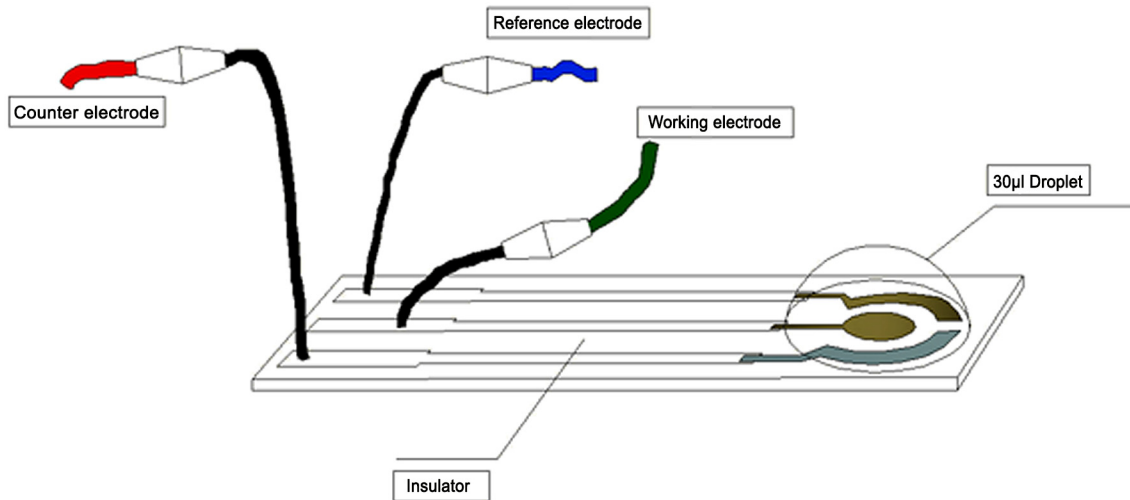 Reference electrode
Counter electrode
Working electrode
30µl Droplet
Insulator